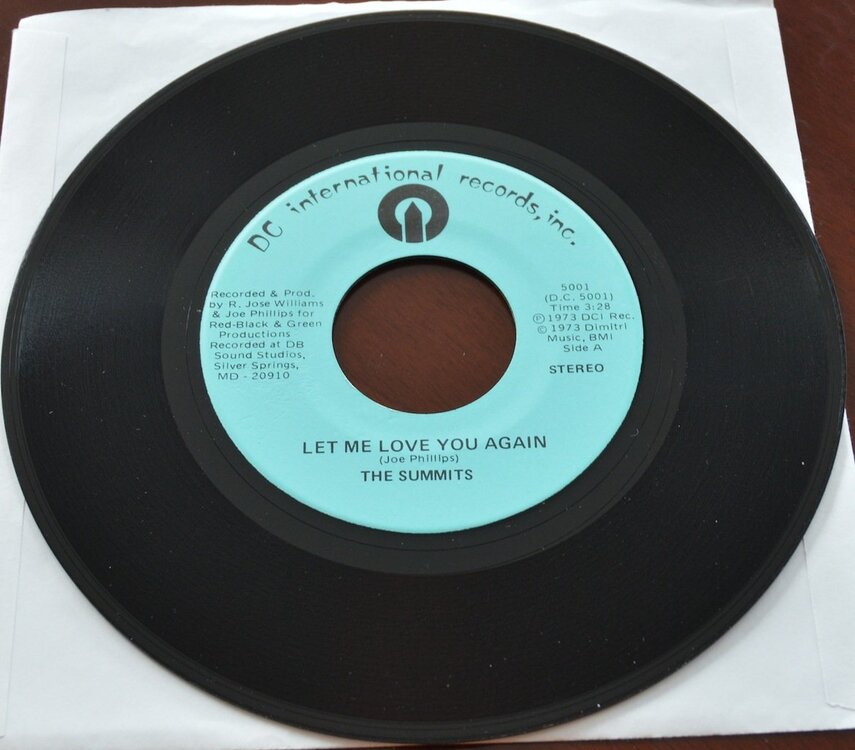 DC international records, inc.
Recorded & Prod.
by R. Jose Williams
& Joe Phillips for
Red-Black & Green
Productions
Recorded at DB
Sound Studios,
Silver Springs,
MD - 20910
5001
(D.C. 5001)
Time 3:28
℗1973 DCI Rec.
©1973 Dimitri
Music, BMI
Side A
STEREO
LET ME LOVE YOU AGAIN
(Joe Phillips)
THE SUMMITS